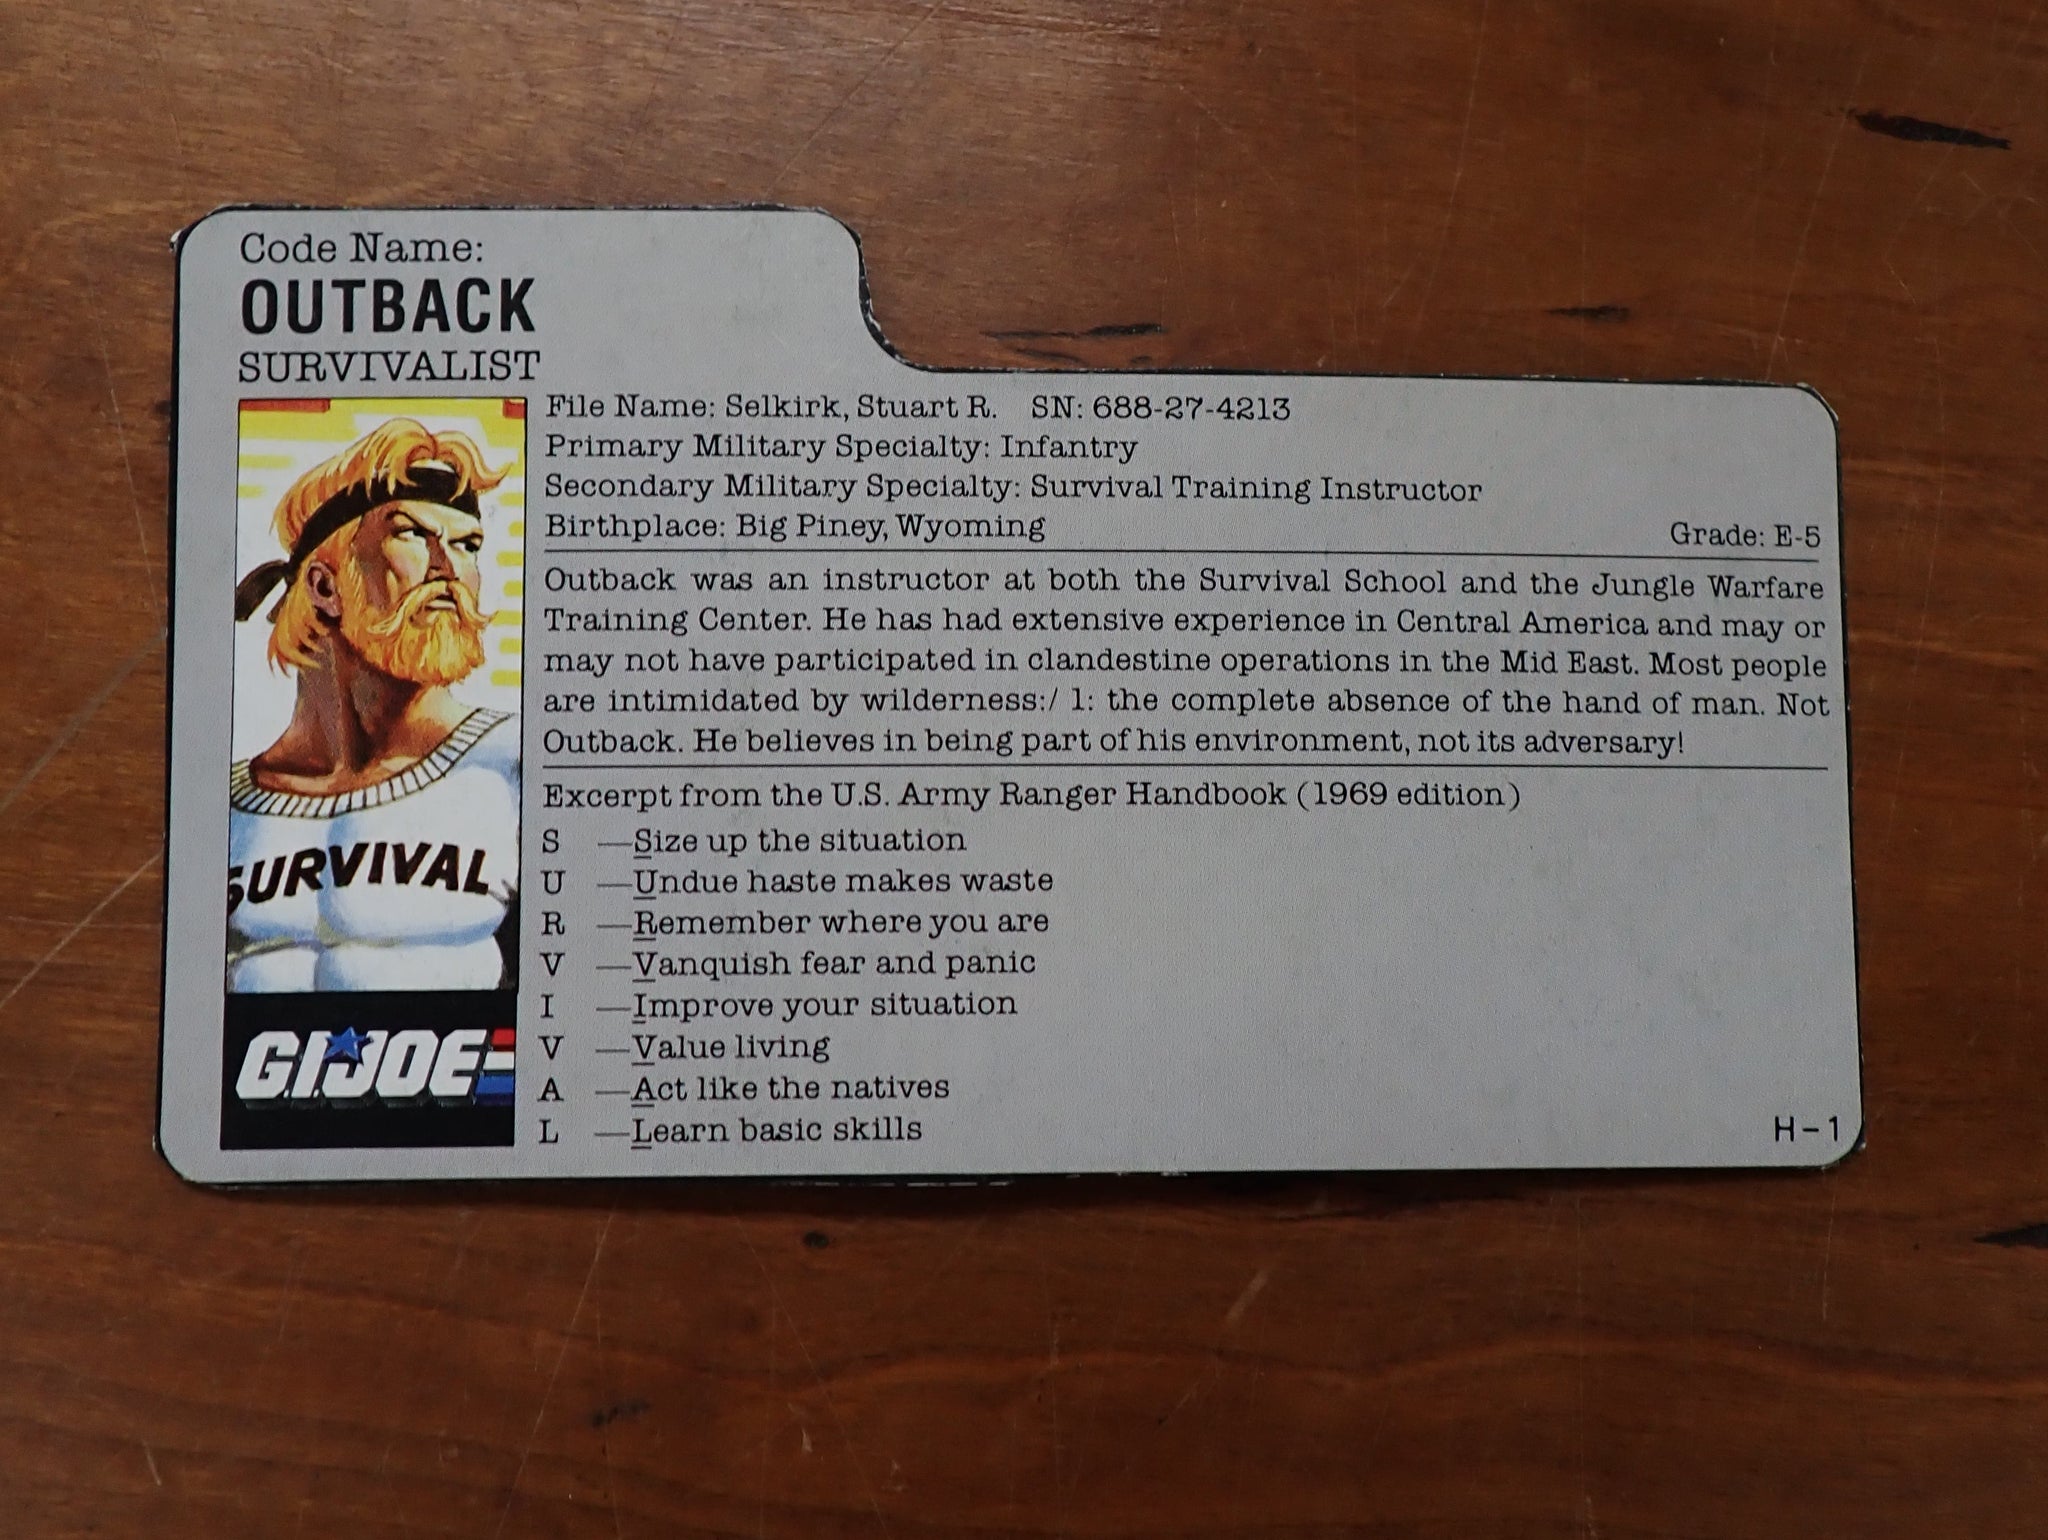 Code Name:
OUTBACK
SURVIVALIST
File Name: Selkirk, Stuart R. SN: 688-27-4213
Primary Military Specialty: Infantry
Secondary Military Specialty: Survival Training Instructor
Birthplace: Big Piney, Wyoming Grade: E-5
Outback was an instructor at both the Survival School and the Jungle Warfare
Training Center. He has had extensive experience in Central America and may or
may not have participated in clandestine operations in the Mid East. Most people
are intimidated by wilderness:/ 1: the complete absence of the hand of man. Not
Outback. He believes in being part of his environment, not its adversary!
Excerpt from the U.S. Army Ranger Handbook (1969 edition)
S —Size up the situation
U —Undue haste makes waste
R —Remember where you are
V —Vanquish fear and panic
I —Improve your situation
V —Value living
A —Act like the natives
L —Learn basic skills
SURVIVAL
G.I. JOE
H-1